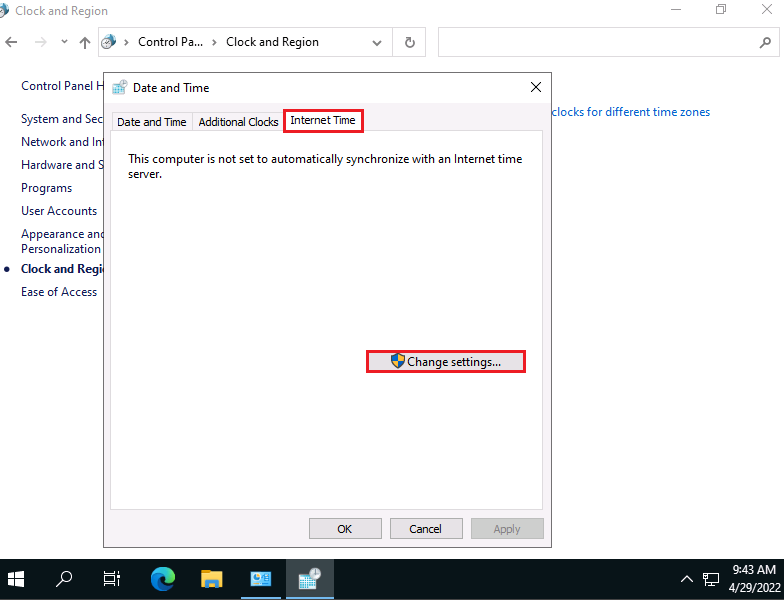 Clock and Region
Control Pa... Clock and Region
Control Panel H
System and Sec
Network and Int
Hardware and S
Programs
User Accounts
Appearance and
Personalization
Clock and Regi
Ease of Access
clocks for different time zones
Date and Time
Date and Time Additional Clocks Internet Time
This computer is not set to automatically synchronize with an Internet time
server.
Change settings...
OK Cancel Apply
9:43 AM
4/29/2022